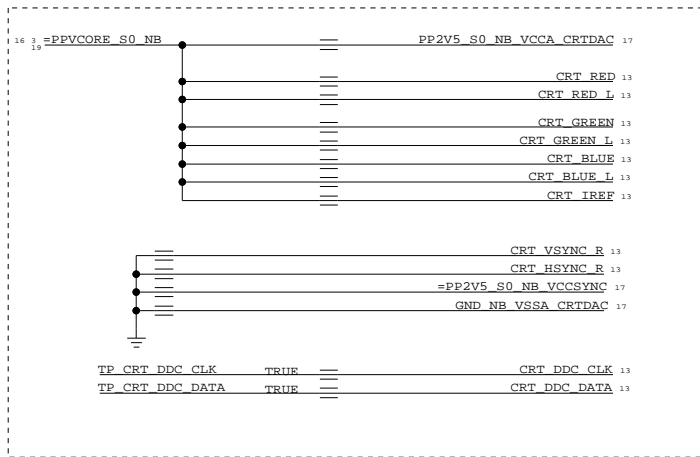 16 3 =PPVCORE_S0_NB PP2V5_S0_NB_VCCA_CRTDAC 17
19
CRT_RED 13
CRT_RED_L 13
CRT_GREEN 13
CRT_GREEN_L 13
CRT_BLUE 13
CRT_BLUE_L 13
CRT_IREF 13
CRT_VSYNC_R 13
CRT_HSYNC_R 13
=PP2V5_S0_NB_VCCSYNC 17
GND_NB_VSSA_CRTDAC 17
TP_CRT_DDC_CLK TRUE CRT_DDC_CLK 13
TP_CRT_DDC_DATA TRUE CRT_DDC_DATA 13